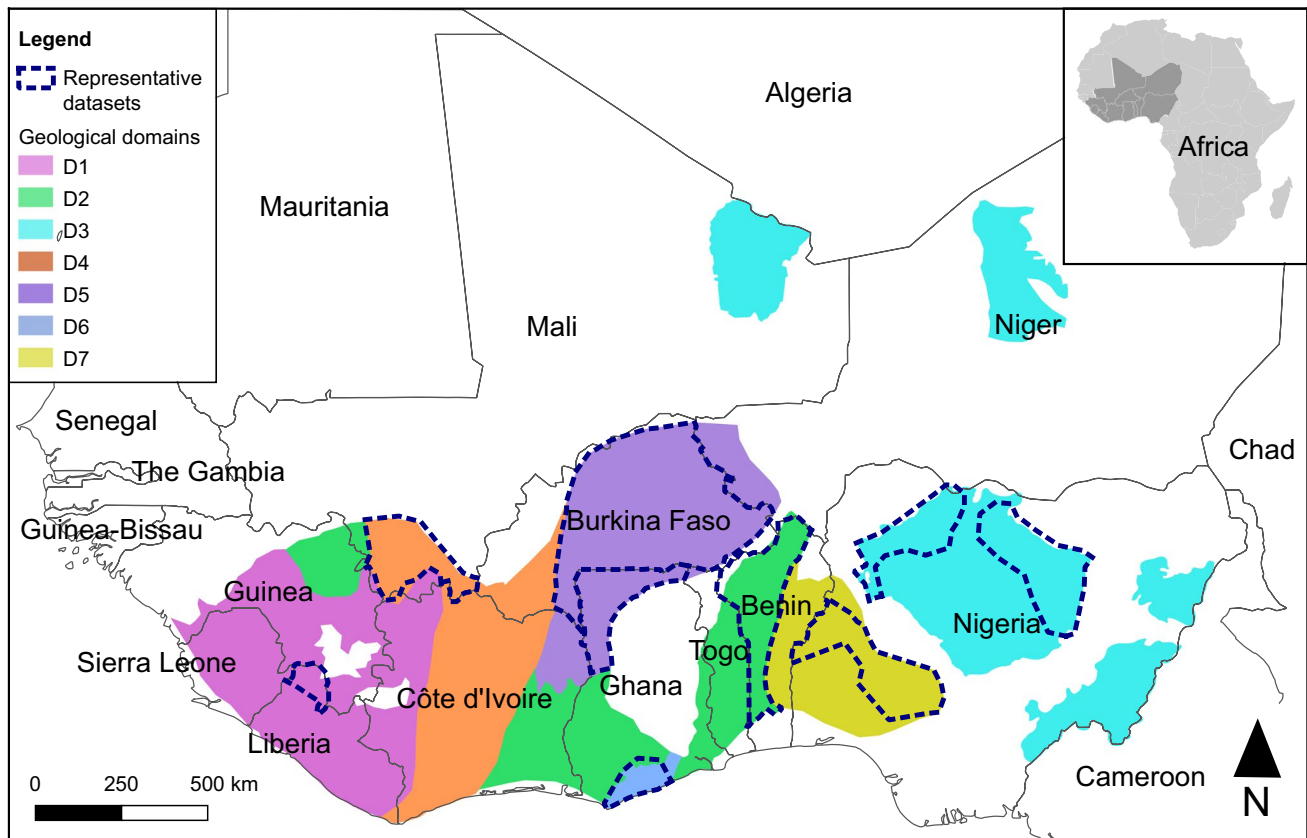 Legend
Representative
datasets
Geological domains
D1
D2
D3
D4
D5
D6
D7
Algeria
Africa
Mauritania
Mali
Niger
Senegal
The Gambia
Guinea-Bissau
Chad
Burkina Faso
Guinea
Benin
Nigeria
Sierra Leone
Togo
Ghana
Côte d'Ivoire
Liberia
Cameroon
0 250 500 km
N